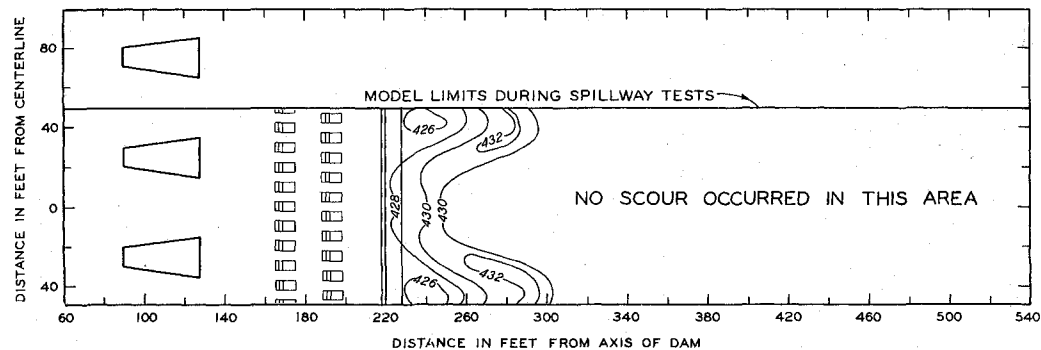 80
MODEL LIMITS DURING SPILLWAY TESTS
DISTANCE IN FEET FROM CENTERLINE
40
426
432
0
428
430
430
NO SCOUR OCCURRED IN THIS AREA
432
426
40
60 100 140 180 220 260 300 340 380 420 460 500 540
DISTANCE IN FEET FROM AXIS OF DAM